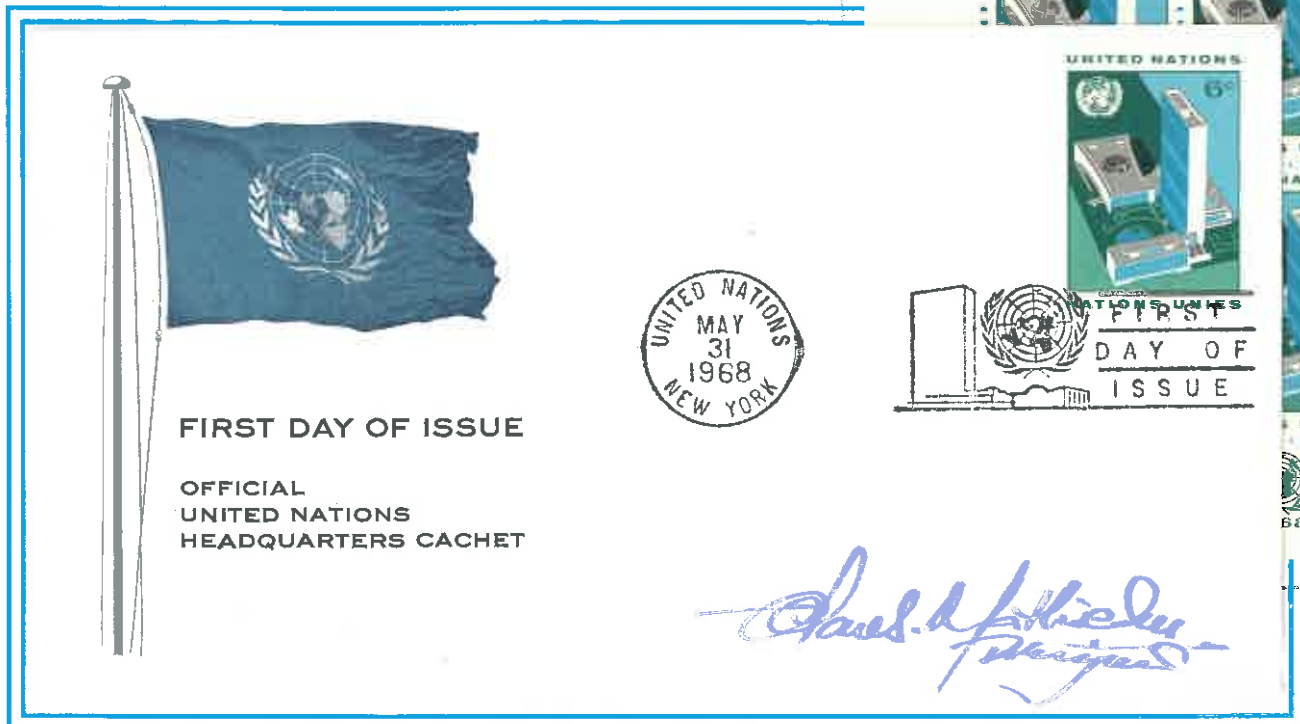 UNITED NATIONS
6c
NATIONS UNIES
UNITED NATIONS
MAY
31
1968
NEW YORK
FIRST
DAY OF
ISSUE
FIRST DAY OF ISSUE
OFFICIAL
UNITED NATIONS
HEADQUARTERS CACHET
Designer